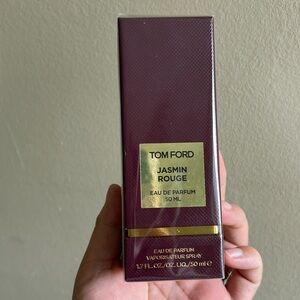 TOM FORD
JASMIN
ROUGE
EAU DE PARFUM
50 ML
EAU DE PARFUM
VAPORISATEUR SPRAY
1.7 FL.OZ./OZ.LIQ./50 ml e